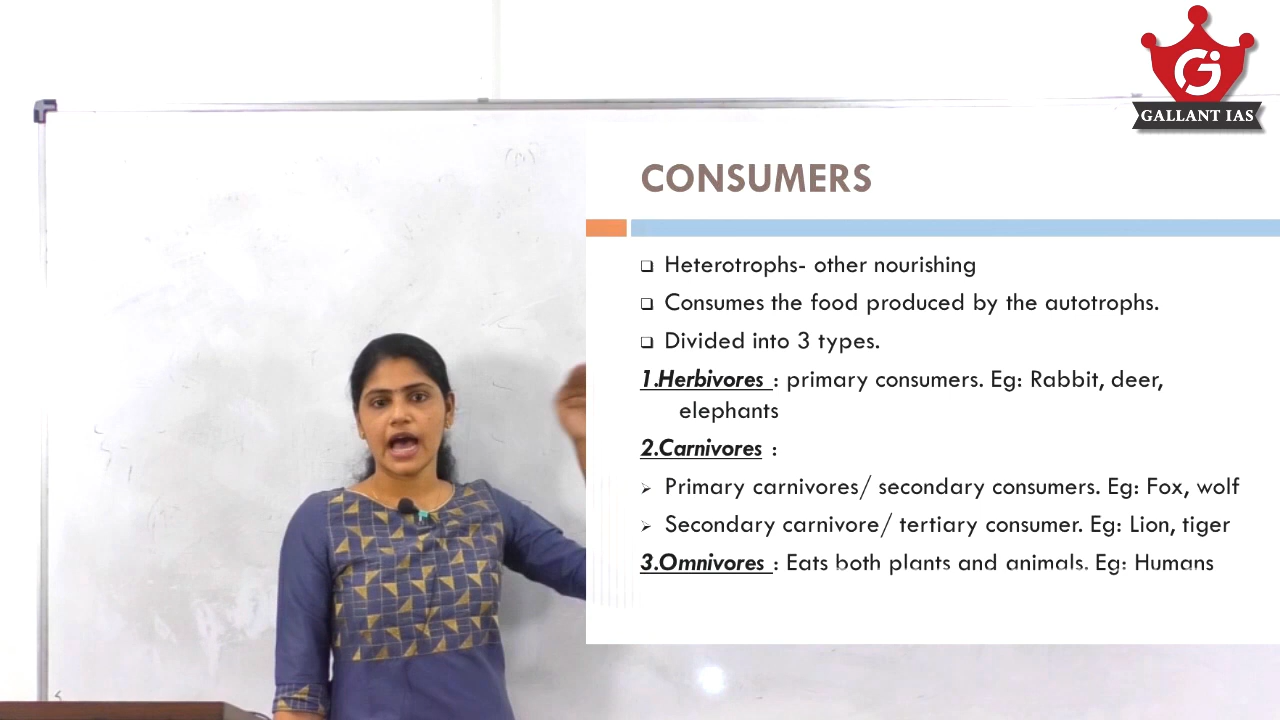 GALLANT IAS
CONSUMERS
❑ Heterotrophs- other nourishing
❑ Consumes the food produced by the autotrophs.
❑ Divided into 3 types.
1.Herbivores : primary consumers. Eg: Rabbit, deer,
elephants
2.Carnivores :
➢ Primary carnivores/ secondary consumers. Eg: Fox, wolf
➢ Secondary carnivore/ tertiary consumer. Eg: Lion, tiger
3.Omnivores : Eats both plants and animals. Eg: Humans